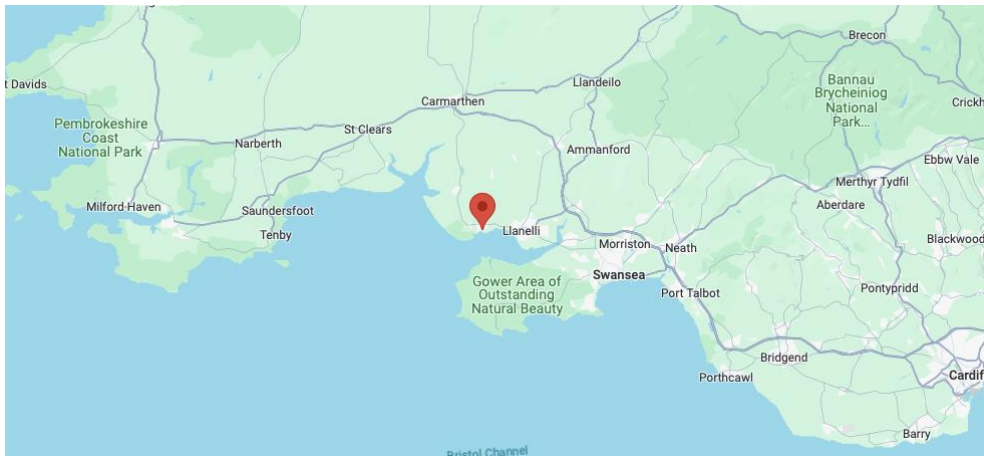 Brecon
t Davids
Llandeilo
Bannau
Brycheiniog
National
Park...
Carmarthen
Crickh
Pembrokeshire
Coast
National Park
St Clears
Narberth
Ammanford
Ebbw Vale
Merthyr Tydfil
Aberdare
Milford Haven
Saundersfoot
Tenby
Llanelli
Morriston
Neath
Blackwood
Swansea
Gower Area of
Outstanding
Natural Beauty
Port Talbot
Pontypridd
Bridgend
Porthcawl
Cardif
Barry
Bristol Channel